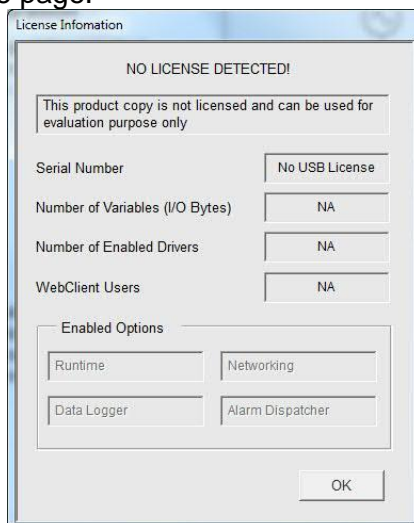 page.
License Infomation
NO LICENSE DETECTED!
This product copy is not licensed and can be used for
evaluation purpose only
Serial Number No USB License
Number of Variables (I/O Bytes) NA
Number of Enabled Drivers NA
WebClient Users NA
Enabled Options
Runtime Networking
Data Logger Alarm Dispatcher
OK